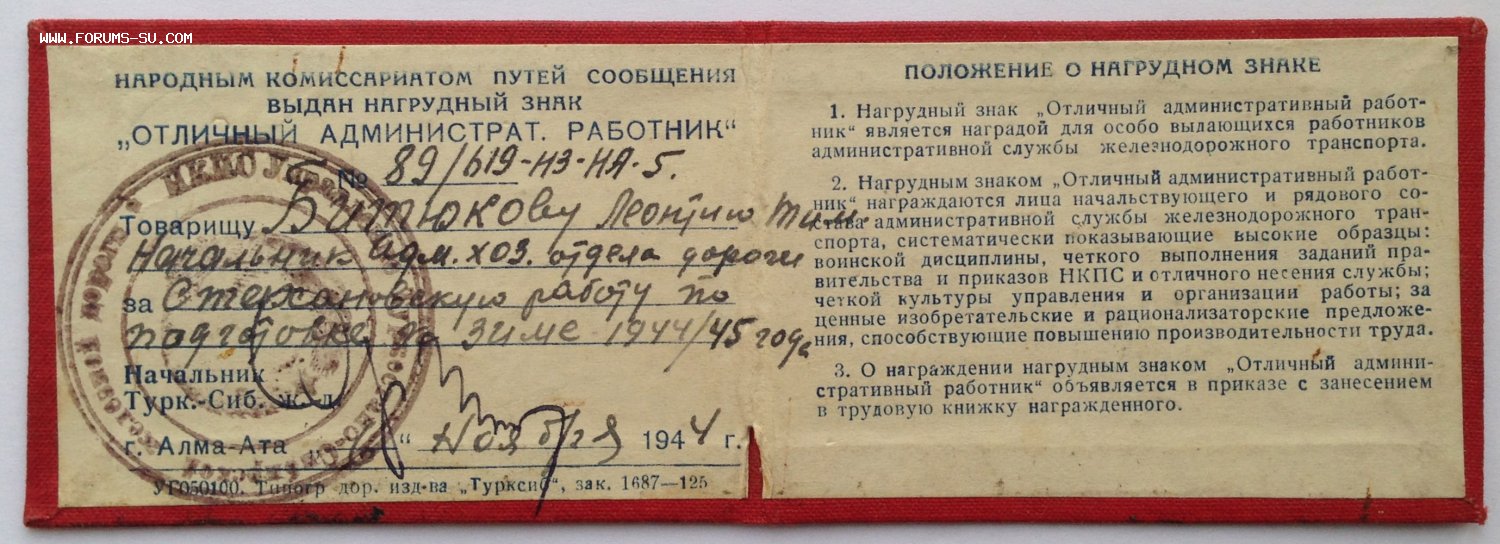 WWW.FORUMS-SU.COM
НАРОДНЫМ КОМИССАРИАТОМ ПУТЕЙ СООБЩЕНИЯ
ВЫДАН НАГРУДНЫЙ ЗНАК
„ОТЛИЧНЫЙ АДМИНИСТРАТ. РАБОТНИК“
№ 89/619-НЗ-НА-5.
Товарищу Битюкову Леонтию Тим.
Начальник адм. хоз. отдела дороги
за Стахановскую работу по
подготовке к зиме 1944/45 года
Начальник
Турк.-Сиб. ж. д.
г. Алма-Ата „ “ Ноября 1944 г.
УГ050100. Типогр дор. изд-ва „Турксиб“, зак. 1687—125
ПОЛОЖЕНИЕ О НАГРУДНОМ ЗНАКЕ
1. Нагрудный знак „Отличный административный работ-
ник“ является наградой для особо выдающихся работников
административной службы железнодорожного транспорта.
2. Нагрудным знаком „Отличный административный работ-
ник“ награждаются лица начальствующего и рядового со-
става административной службы железнодорожного тран-
спорта, систематически показывающие высокие образцы:
воинской дисциплины, четкого выполнения заданий пра-
вительства и приказов НКПС и отличного несения службы;
четкой культуры управления и организации работы; за
ценные изобретательские и рационализаторские предложе-
ния, способствующие повышению производительности труда.
3. О награждении нагрудным знаком „Отличный админи-
стративный работник“ объявляется в приказе с занесением
в трудовую книжку награжденного.